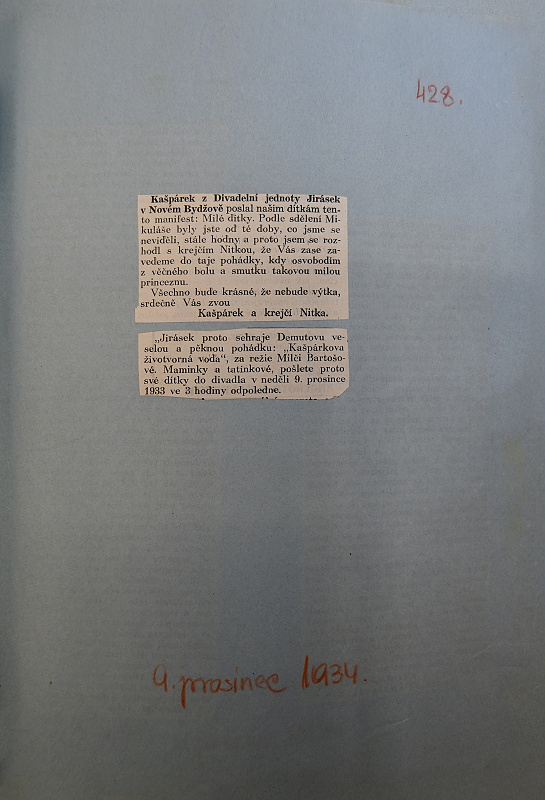 428.
Kašpárek z Divadelní jednoty Jirásek
v Novém Bydžově poslal našim dítkám ten-
to manifest: Milé dítky. Podle sdělení Mi-
kuláše byly jste od té doby, co jsme se
neviděli, stále hodny a proto jsem se roz-
hodl s krejčím Nitkou, že Vás zase za-
vedeme do taje pohádky, kdy osvobodím
z věčného bolu a smutku takovou milou
princeznu.
Všechno bude krásné, že nebude výtka,
srdečně Vás zvou
Kašpárek a krejčí Nitka.
„Jirásek proto sehraje Demutovu ve-
selou a pěknou pohádku: „Kašpárkova
životvorná voda“, za režie Milči Bartošo-
vé. Maminky a tatínkové, pošlete proto
své dítky do divadla v neděli 9. prosince
1933 ve 3 hodiny odpoledne.
9. prosinec 1934.